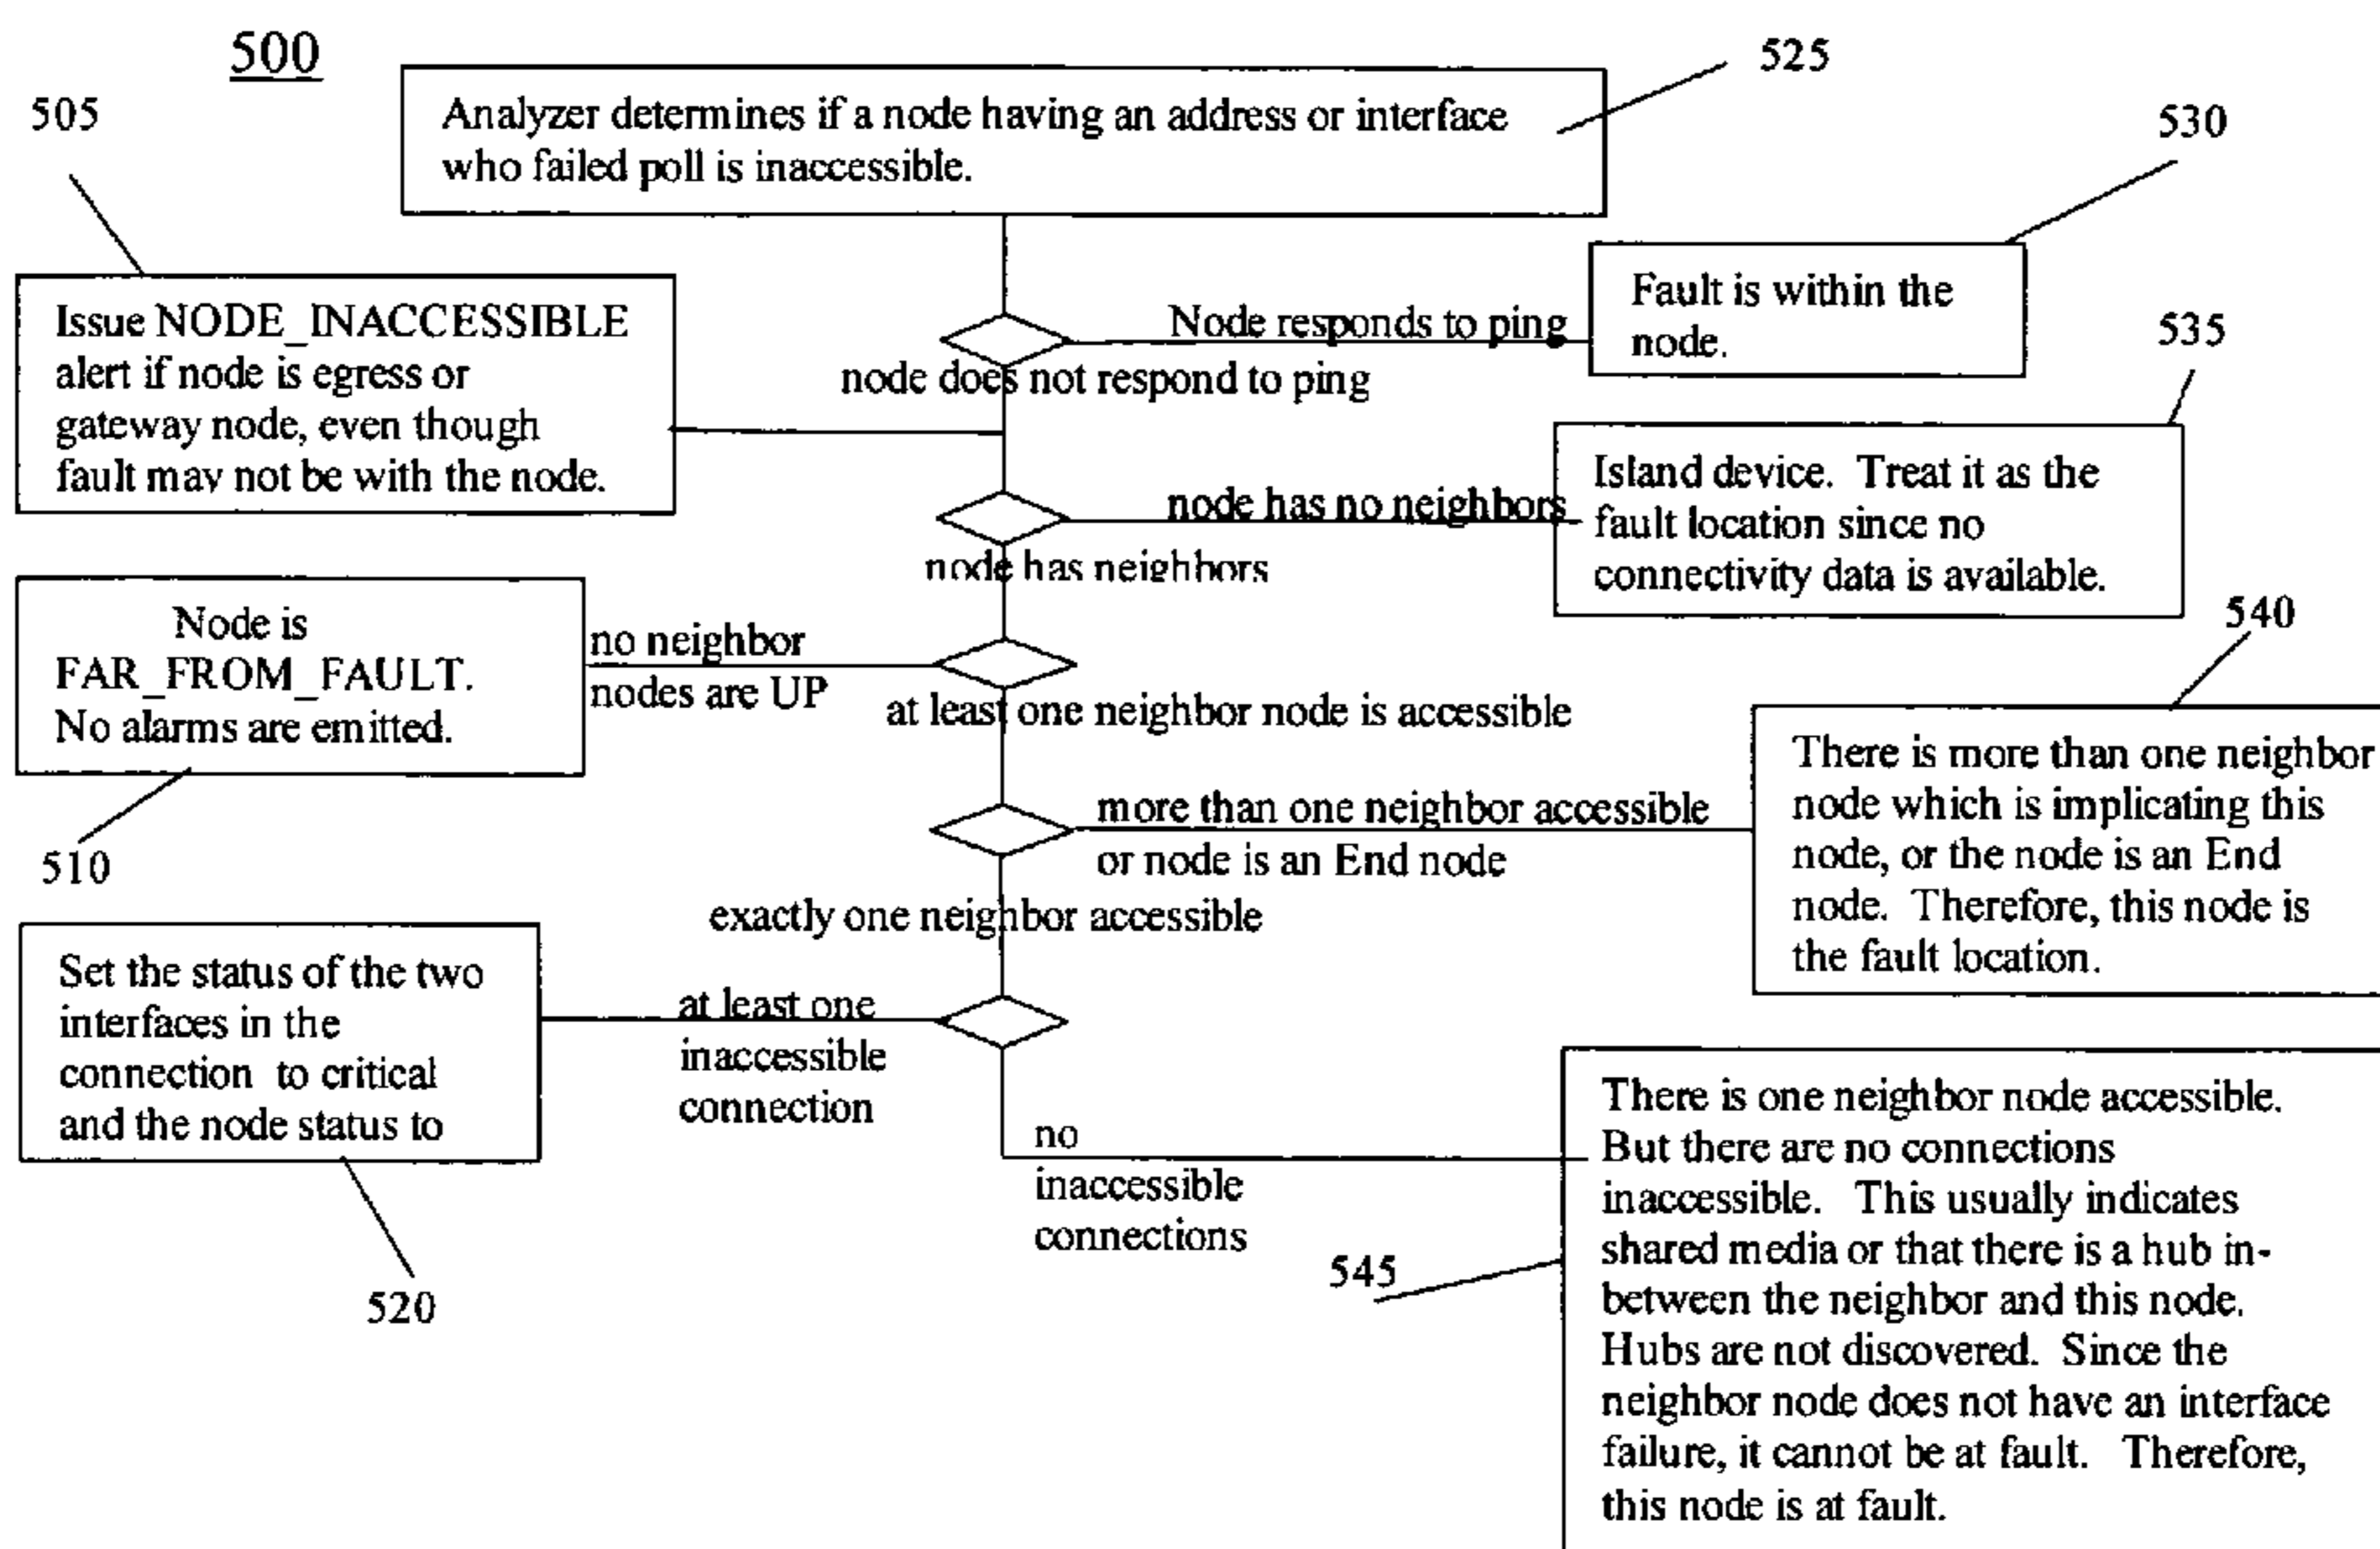 500
525
505
Analyzer determines if a node having an address or interface
who failed poll is inaccessible.
530
Issue NODE_INACCESSIBLE
alert if node is egress or
gateway node, even though
fault may not be with the node.
Node responds to ping
Fault is within the
node.
node does not respond to ping
535
node has no neighbors
Island device. Treat it as the
fault location since no
connectivity data is available.
node has neighbors
Node is
FAR_FROM_FAULT.
No alarms are emitted.
510
no neighbor
nodes are UP
at least one neighbor node is accessible
540
more than one neighbor accessible
or node is an End node
There is more than one neighbor
node which is implicating this
node, or the node is an End
node. Therefore, this node is
the fault location.
exactly one neighbor accessible
Set the status of the two
interfaces in the
connection to critical
and the node status to
520
at least one
inaccessible
connection
no
inaccessible
connections
545
There is one neighbor node accessible.
But there are no connections
inaccessible. This usually indicates
shared media or that there is a hub in-
between the neighbor and this node.
Hubs are not discovered. Since the
neighbor node does not have an interface
failure, it cannot be at fault. Therefore,
this node is at fault.